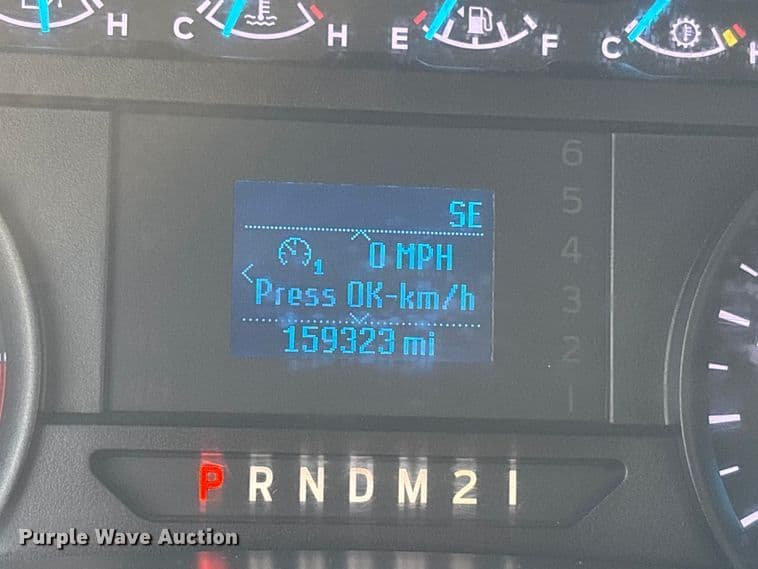 H C H E F C H
6
5
4
3
2
1
SE
0 MPH
1
Press OK-km/h
159323 mi
P R N D M 2 1
Purple Wave Auction